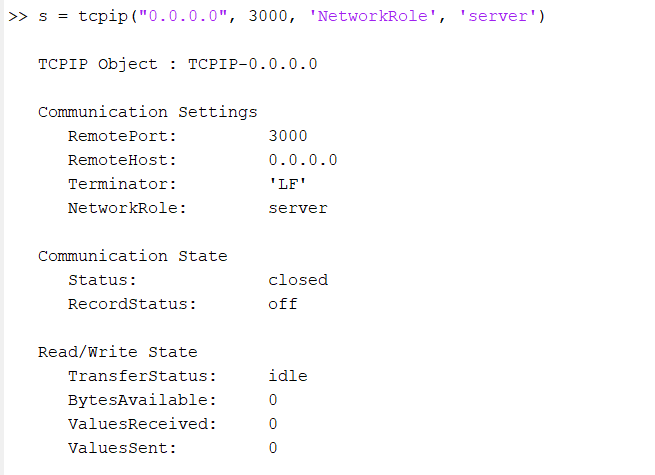 >> s = tcpip("0.0.0.0", 3000, 'NetworkRole', 'server')
TCPIP Object : TCPIP-0.0.0.0
Communication Settings
RemotePort: 3000
RemoteHost: 0.0.0.0
Terminator: 'LF'
NetworkRole: server
Communication State
Status: closed
RecordStatus: off
Read/Write State
TransferStatus: idle
BytesAvailable: 0
ValuesReceived: 0
ValuesSent: 0